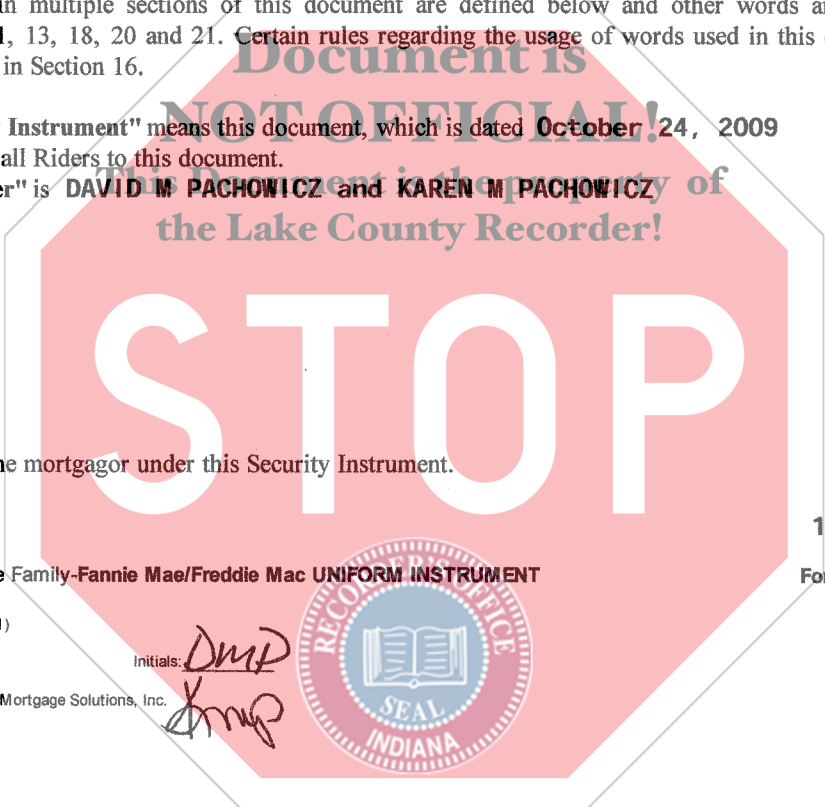 in multiple sections of this document are defined below and other words a
1, 13, 18, 20 and 21. Certain rules regarding the usage of words used in this
in Section 16.
Document is
NOT OFFICIAL!
This Document is the property of
the Lake County Recorder!
Instrument" means this document, which is dated October 24, 2009
all Riders to this document.
er" is DAVID M PACHOWICZ and KAREN M PACHOWICZ
STOP
e mortgagor under this Security Instrument.
1
e Family-Fannie Mae/Freddie Mac UNIFORM INSTRUMENT
For
)
Initials: DMP
Mortgage Solutions, Inc. KMP
RECORDER'S OFFICE
SEAL
INDIANA